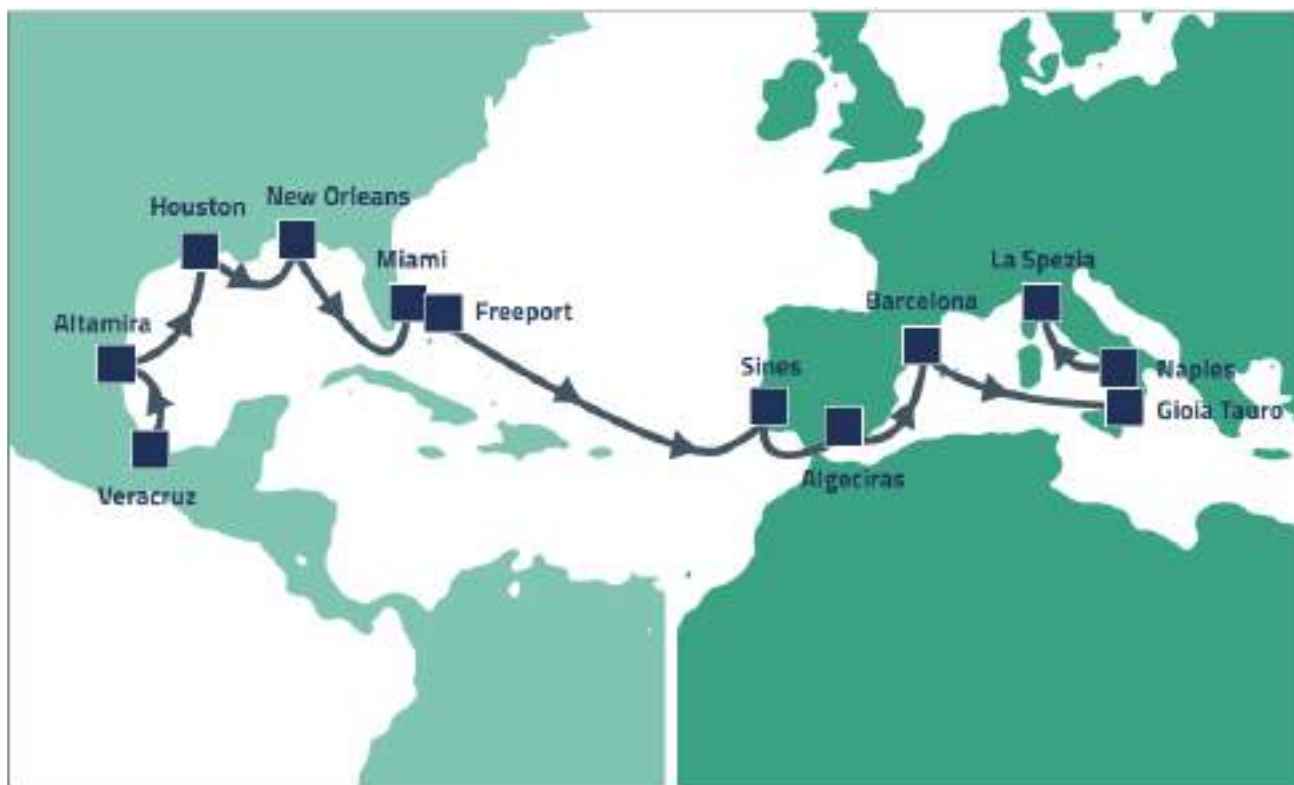 New Orleans
Houston
Miami
La Spezia
Barcelona
Freeport
Altamira
Sines
Naples
Gioia Tauro
Algeciras
Veracruz